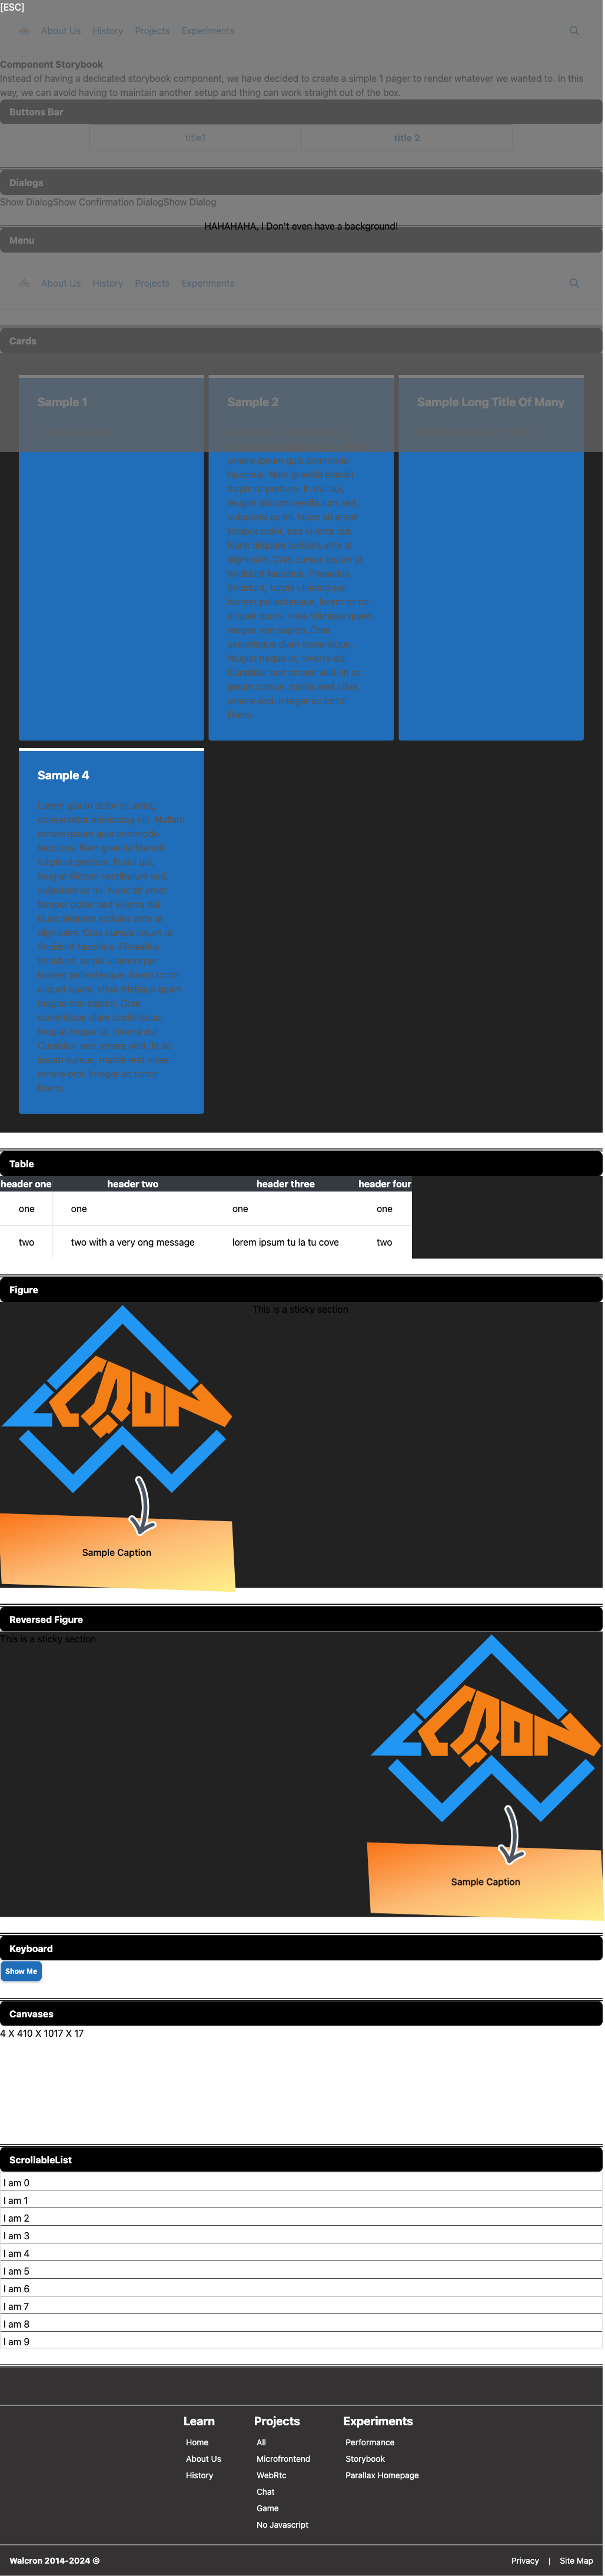 [ESC]
About Us History Projects Experiments
Component Storybook
Instead of having a dedicated storybook component, we have decided to create a simple 1 pager to render whatever we wanted to. In this
way, we can avoid having to maintain another setup and thing can work straight out of the box.
Buttons Bar
title1 title 2
Dialogs
Show DialogShow Confirmation DialogShow Dialog
HAHAHAHA, I Don't even have a background!
Menu
About Us History Projects Experiments
Cards
Sample 1 Sample 2 Sample Long Title Of Many
ornare ipsum quis commodo
faucibus. Nam gravida blandit
turpis ut pretium. In dui dui,
feugiat dictum vestibulum sed,
vulputate ac mi. Nunc sit amet
tempor dolor, sed viverra dui.
Nunc aliquam sodales ante at
dignissim. Cras cursus ipsum ut
tincidunt faucibus. Phasellus
tincidunt, turpis ullamcorper
laoreet pellentesque, lorem tortor
aliquet quam, vitae tristique quam
magna non sapien. Cras
scelerisque diam scelerisque,
feugiat neque ut, viverra dui.
Curabitur non ornare velit. In ac
ipsum cursus, mattis erat vitae,
ornare sed. Integer ac tortor
libero.
Sample 4
Lorem ipsum dolor sit amet,
consectetur adipiscing elit. Nullam
ornare ipsum quis commodo
faucibus. Nam gravida blandit
turpis ut pretium. In dui dui,
feugiat dictum vestibulum sed,
vulputate ac mi. Nunc sit amet
tempor dolor, sed viverra dui.
Nunc aliquam sodales ante at
dignissim. Cras cursus ipsum ut
tincidunt faucibus. Phasellus
tincidunt, turpis ullamcorper
laoreet pellentesque, lorem tortor
aliquet quam, vitae tristique quam
magna non sapien. Cras
scelerisque diam scelerisque,
feugiat neque ut, viverra dui.
Curabitur non ornare velit. In ac
ipsum cursus, mattis erat vitae,
ornare sed. Integer ac tortor
libero.
Table
header one header two header three header four
one one one one
two two with a very ong message lorem ipsum tu la tu cove two
Figure
This is a sticky section
Sample Caption
Reversed Figure
This is a sticky section
Sample Caption
Keyboard
Show Me
Canvases
4 X 410 X 1017 X 17
ScrollableList
I am 0
I am 1
I am 2
I am 3
I am 4
I am 5
I am 6
I am 7
I am 8
I am 9
Learn Projects Experiments
Home All Performance
About Us Microfrontend Storybook
History WebRtc Parallax Homepage
Chat
Game
No Javascript
Walcron 2014-2024 © Privacy | Site Map